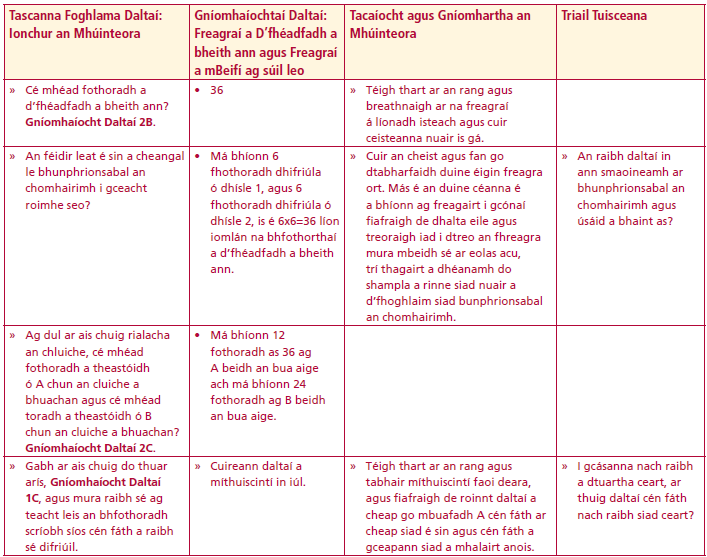 Tascanna Foghlama Daltaí:
Ionchur an Mhúinteora
Gníomhaíochtaí Daltaí:
Freagraí a D’fhéadfadh a
bheith ann agus Freagraí
a mBeifí ag súil leo
Tacaíocht agus Gníomhartha an
Mhúinteora
Triail Tuisceana
» Cé mhéad fothoradh a
d’fhéadfadh a bheith ann?
Gníomhaíocht Daltaí 2B.
• 36
» Téigh thart ar an rang agus
breathnaigh ar na freagraí
á líonadh isteach agus cuir
ceisteanna nuair is gá.
» An féidir leat é sin a cheangal
le bhunphrionsabal an
chomhairimh i gceacht
roimhe seo?
• Má bhíonn 6
fhothoradh dhifriúla
ó dhísle 1, agus 6
fhothoradh dhifriúla ó
dhísle 2, is é 6x6=36 líon
iomlán na bhfothorthaí
a d’fhéadfadh a bheith
ann.
» Cuir an cheist agus fan go
dtabharfaidh duine éigin freagra
ort. Más é an duine céanna é
a bhíonn ag freagairt i gcónaí
fiafraigh de dhalta eile agus
treoraigh iad i dtreo an fhreagra
mura mbeidh sé ar eolas acu,
trí thagairt a dhéanamh do
shampla a rinne siad nuair a
d’fhoghlaim siad bunphrionsabal
an chomhairimh.
» An raibh daltaí in
ann smaoineamh ar
bhunphrionsabal an
chomhairimh agus
úsáid a bhaint as?
» Ag dul ar ais chuig rialacha
an chluiche, cé mhéad
fothoradh a theastóidh
ó A chun an cluiche a
bhuachan agus cé mhéad
toradh a theastóidh ó B
chun an cluiche a bhuachan?
Gníomhaíocht Daltaí 2C.
• Má bhíonn 12
fothoradh as 36 ag
A beidh an bua aige
ach má bhíonn 24
fothoradh ag B beidh
an bua aige.
» Gabh ar ais chuig do thuar
arís, Gníomhaíocht Daltaí
1C, agus mura raibh sé ag
teacht leis an bhfothoradh
scríobh síos cén fáth a raibh
sé difriúil.
» Cuireann daltaí a
míthuiscintí in iúl.
» Téigh thart ar an rang agus
tabhair míthuiscintí faoi deara,
agus fiafraigh de roinnt daltaí a
cheap go mbuafadh A cén fáth ar
cheap siad é sin agus cén fáth a
gceapann siad a mhalairt anois.
» I gcásanna nach raibh
a dtuartha ceart, ar
thuig daltaí cén fáth
nach raibh siad ceart?